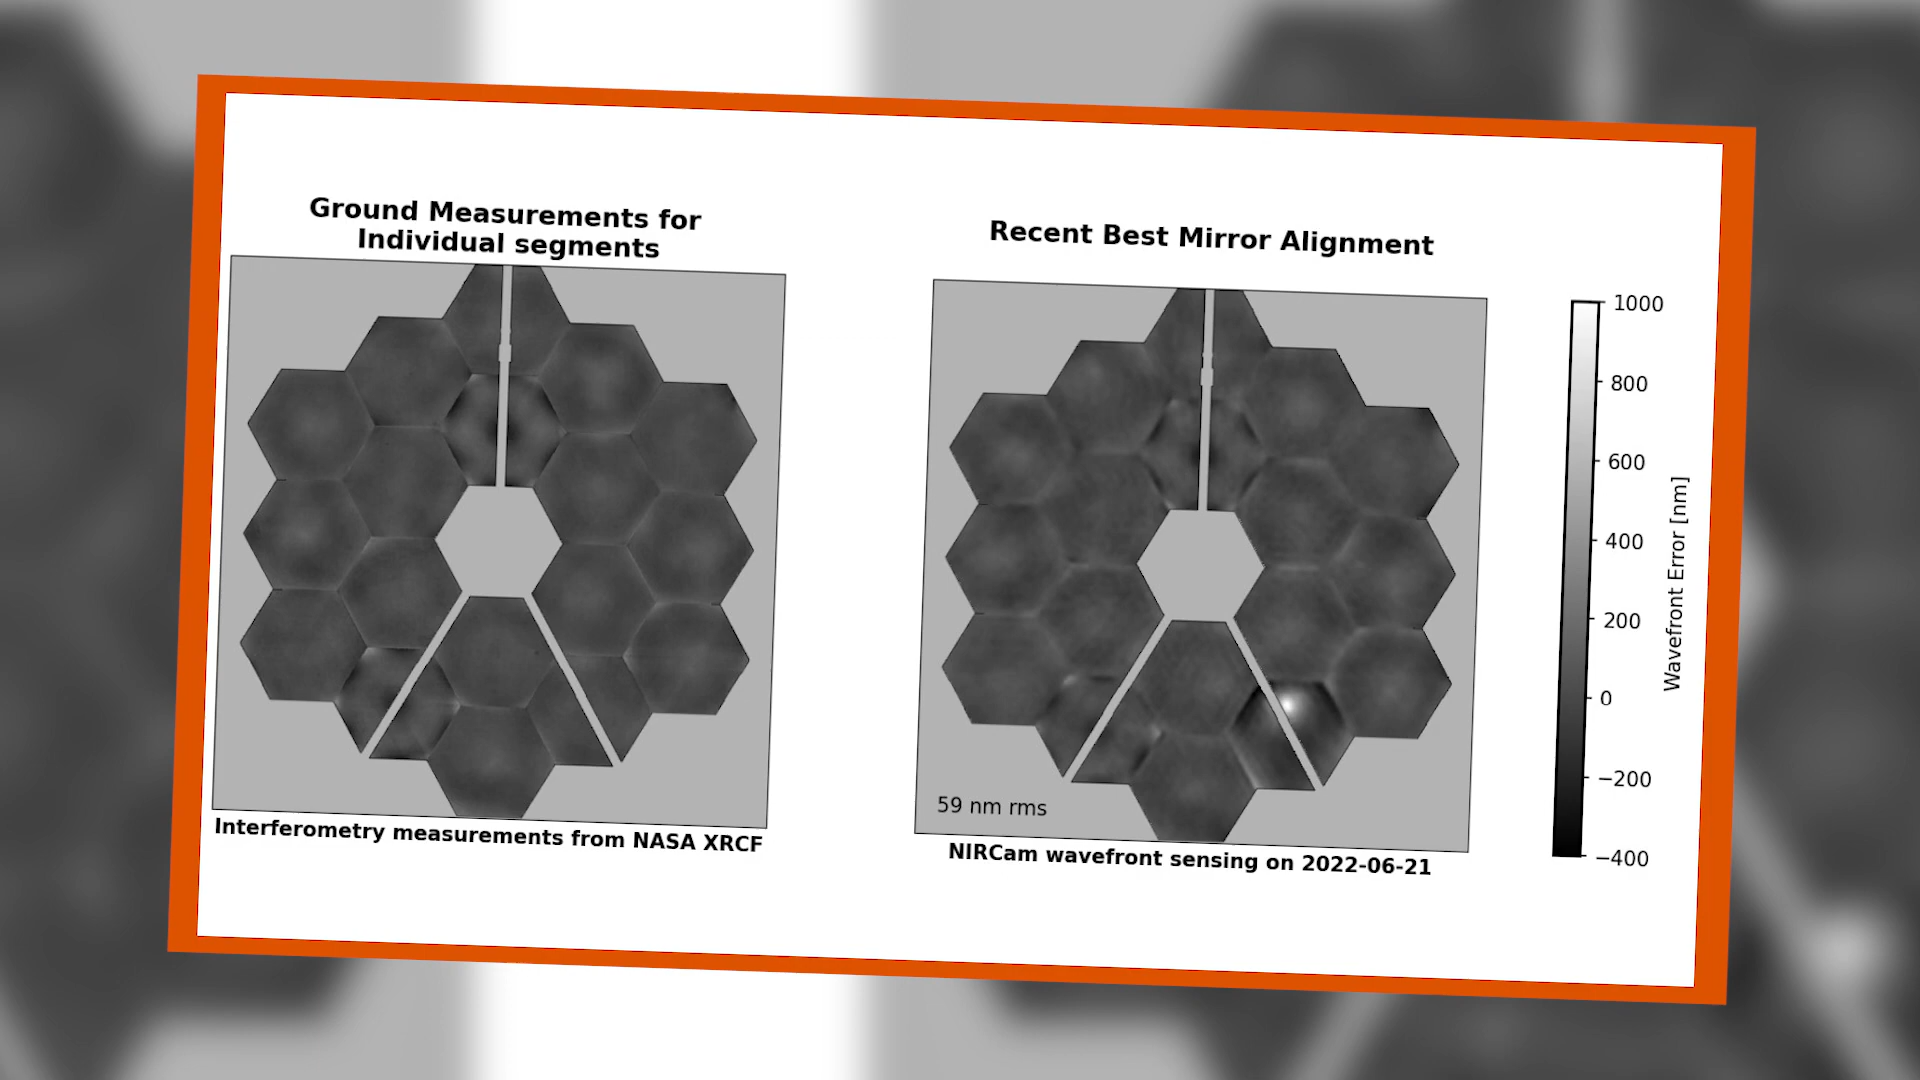 Ground Measurements for
Individual segments
Interferometry measurements from NASA XRCF
Recent Best Mirror Alignment
59 nm rms
NIRCam wavefront sensing on 2022-06-21
1000
800
600
400
200
0
−200
−400
Wavefront Error [nm]